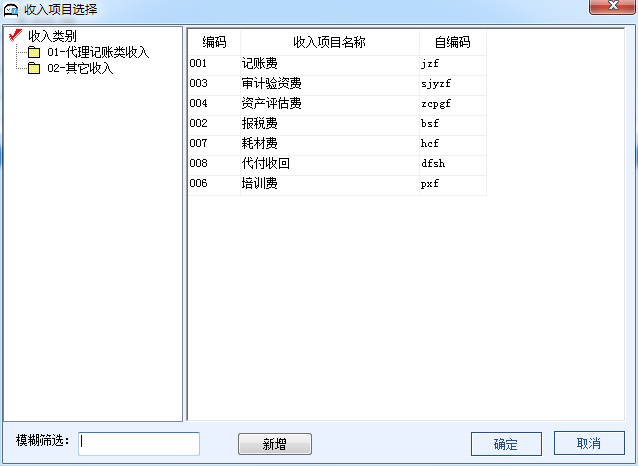 收入项目选择
收入类别
01-代理记账类收入
02-其它收入
编码 收入项目名称 自编码
001 记账费 jzf
003 审计验资费 sjyzf
004 资产评估费 zcpgf
002 报税费 bsf
007 耗材费 hcf
008 代付收回 dfsh
006 培训费 pxf
模糊筛选: 新增 确定 取消